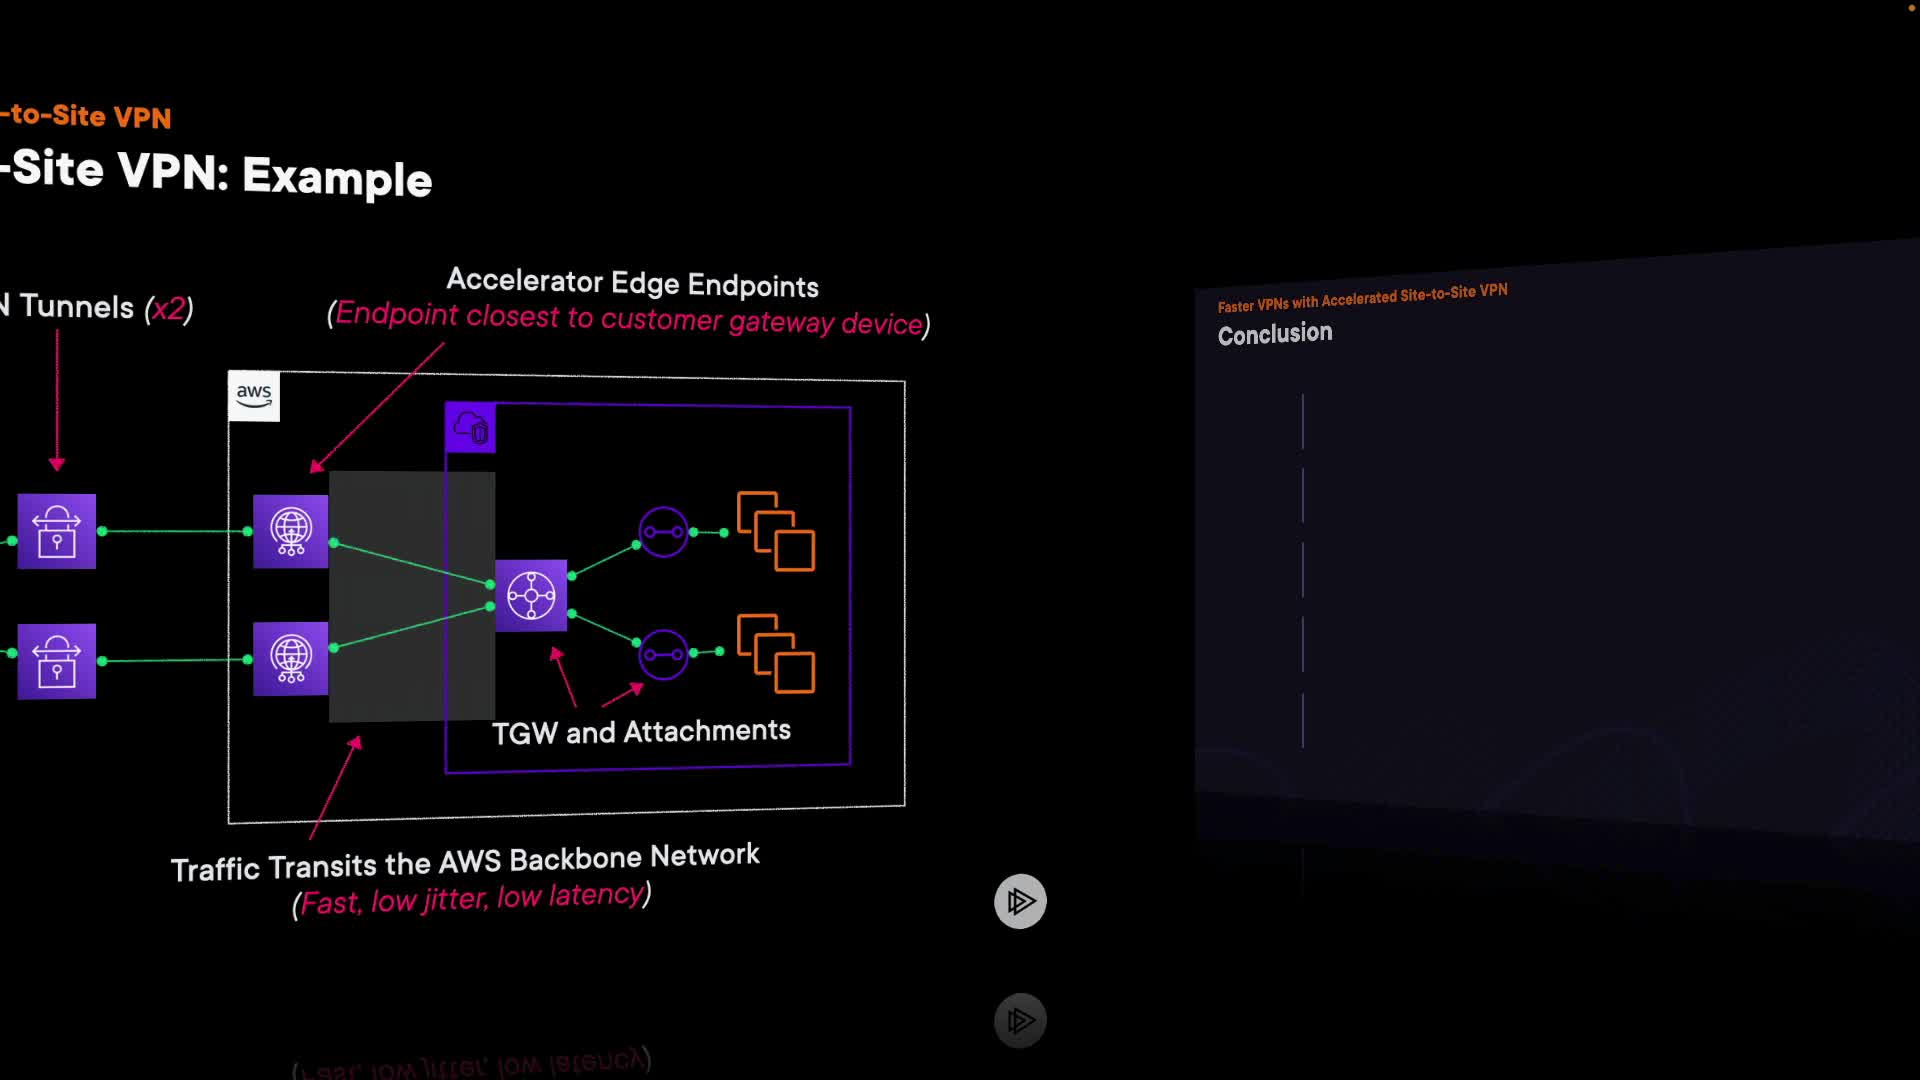 -to-Site VPN
-Site VPN: Example
N Tunnels (x2)
Accelerator Edge Endpoints
(Endpoint closest to customer gateway device)
aws
TGW and Attachments
Traffic Transits the AWS Backbone Network
(Fast, low jitter, low latency)
Faster VPNs with Accelerated Site-to-Site VPN
Conclusion